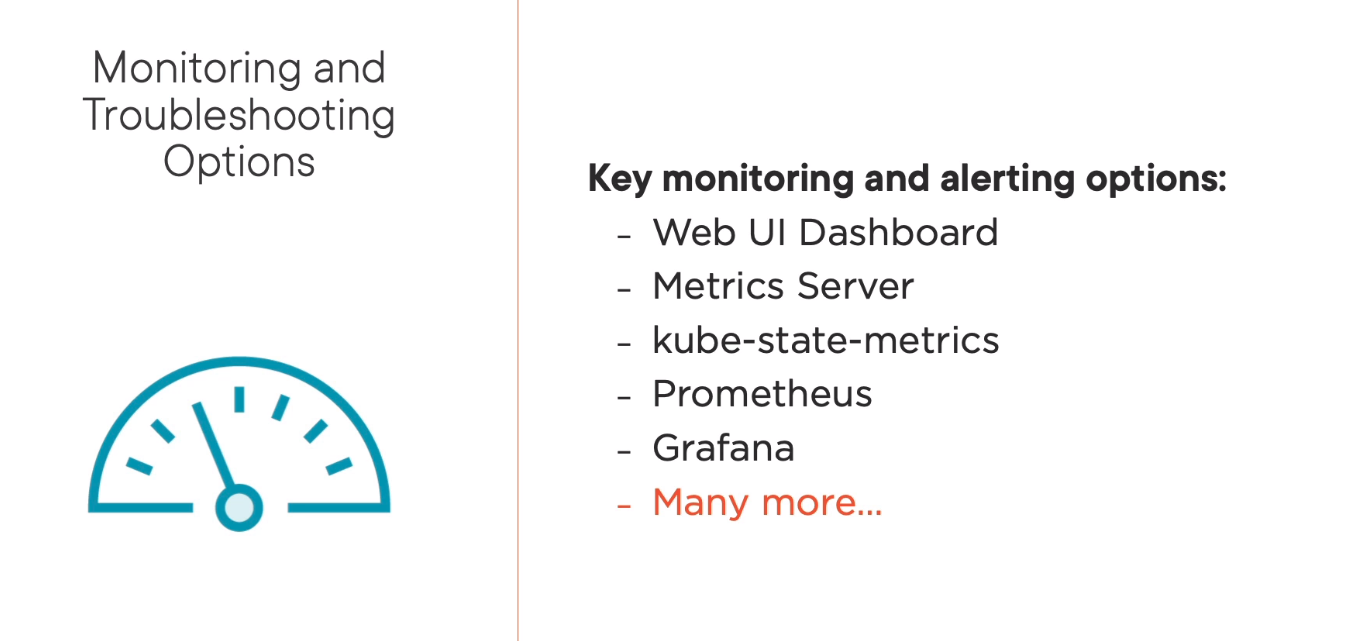 Monitoring and
Troubleshooting
Options
Key monitoring and alerting options:
– Web UI Dashboard
– Metrics Server
– kube-state-metrics
– Prometheus
– Grafana
– Many more...